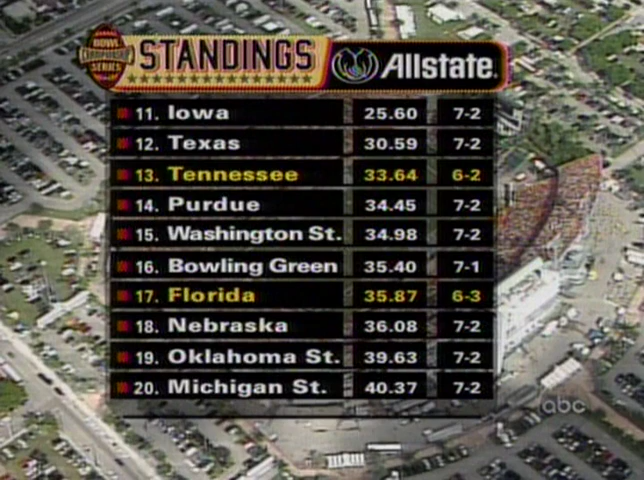 BOWL
CHAMPIONSHIP
SERIES
STANDINGS
Allstate.
11. Iowa 25.60 7-2
12. Texas 30.59 7-2
13. Tennessee 33.64 6-2
14. Purdue 34.45 7-2
15. Washington St. 34.98 7-2
16. Bowling Green 35.40 7-1
17. Florida 35.87 6-3
18. Nebraska 36.08 7-2
19. Oklahoma St. 39.63 7-2
20. Michigan St. 40.37 7-2
abc